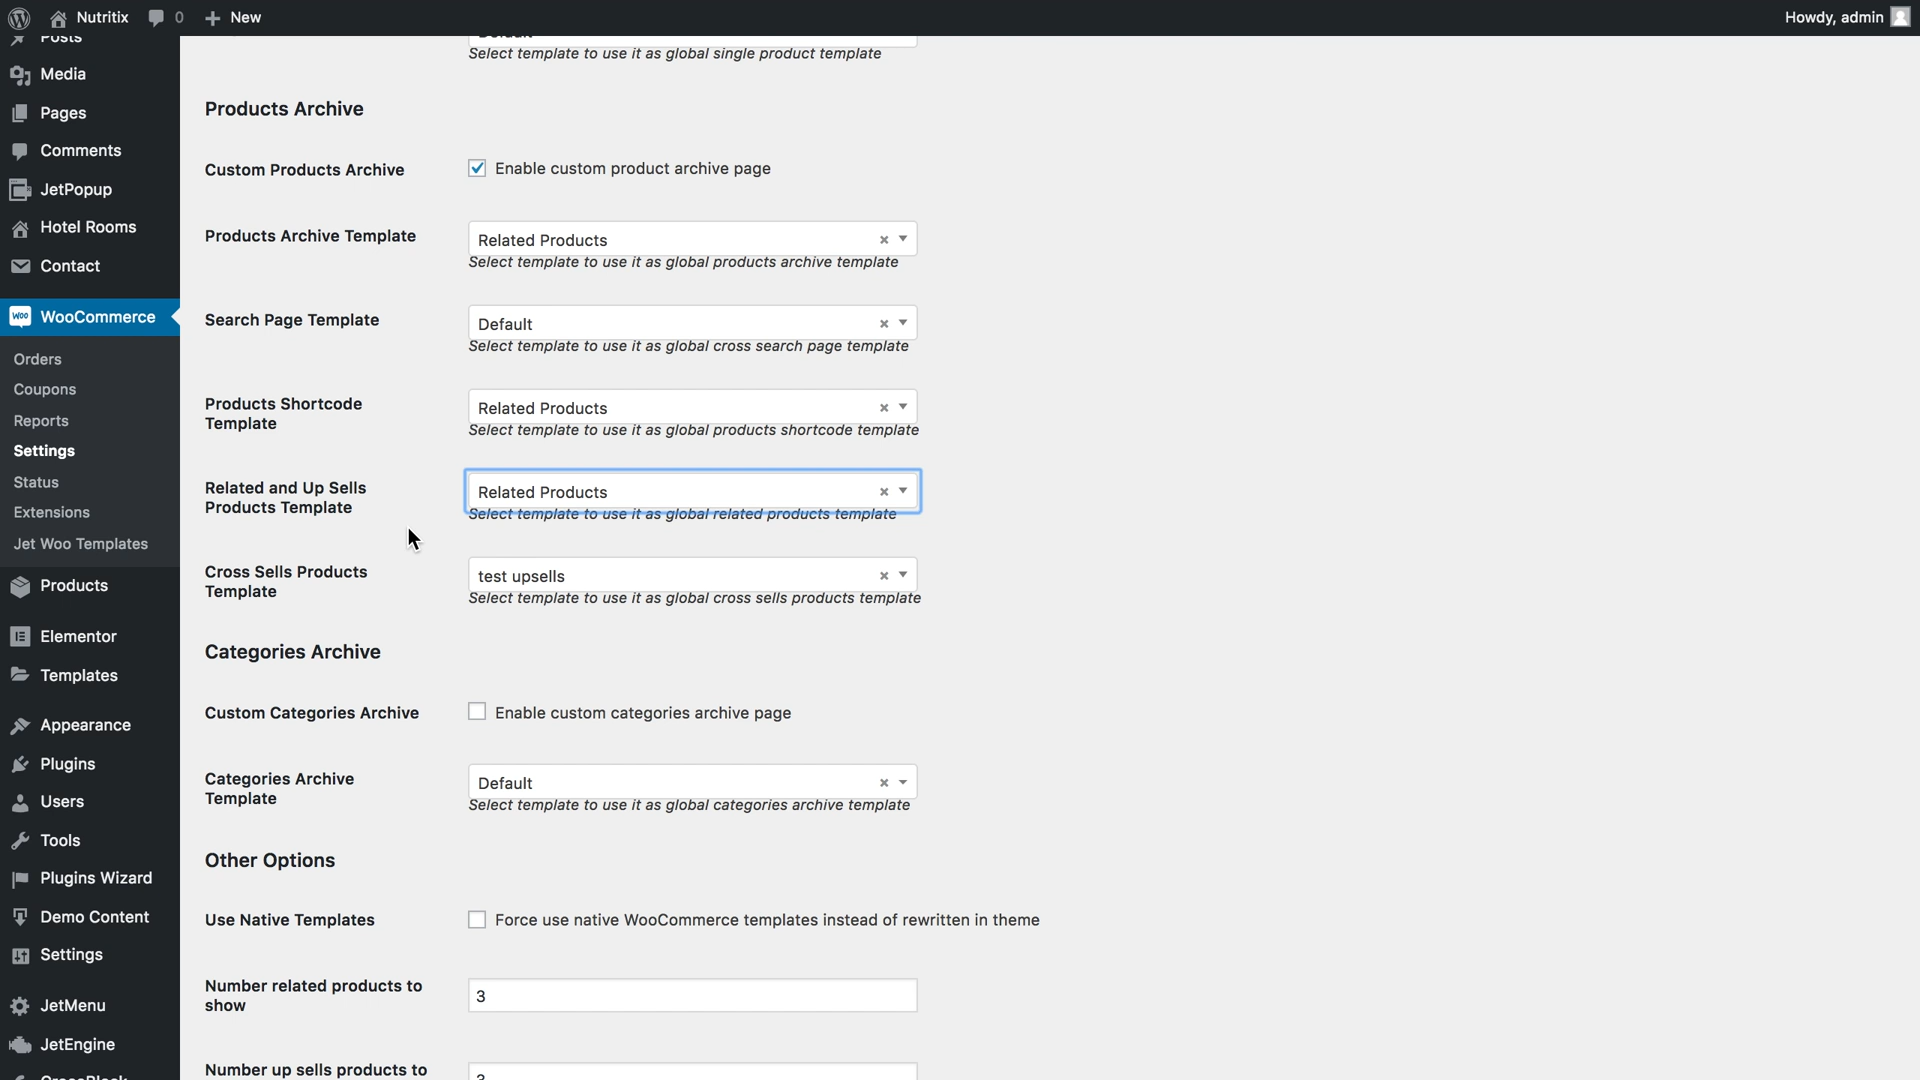 Nutritix
0
New
Howdy, admin
Posts
Media
Pages
Comments
JetPopup
Hotel Rooms
Contact
WooCommerce
Orders
Coupons
Reports
Settings
Status
Extensions
Jet Woo Templates
Products
Elementor
Templates
Appearance
Plugins
Users
Tools
Plugins Wizard
Demo Content
Settings
JetMenu
JetEngine
Default
Select template to use it as global single product template
Products Archive
Custom Products Archive
Enable custom product archive page
Products Archive Template
Related Products
Select template to use it as global products archive template
Search Page Template
Default
Select template to use it as global cross search page template
Products Shortcode
Template
Related Products
Select template to use it as global products shortcode template
Related and Up Sells
Products Template
Related Products
Select template to use it as global related products template
Cross Sells Products
Template
test upsells
Select template to use it as global cross sells products template
Categories Archive
Custom Categories Archive
Enable custom categories archive page
Categories Archive
Template
Default
Select template to use it as global categories archive template
Other Options
Use Native Templates
Force use native WooCommerce templates instead of rewritten in theme
Number related products to
show
3
Number up sells products to